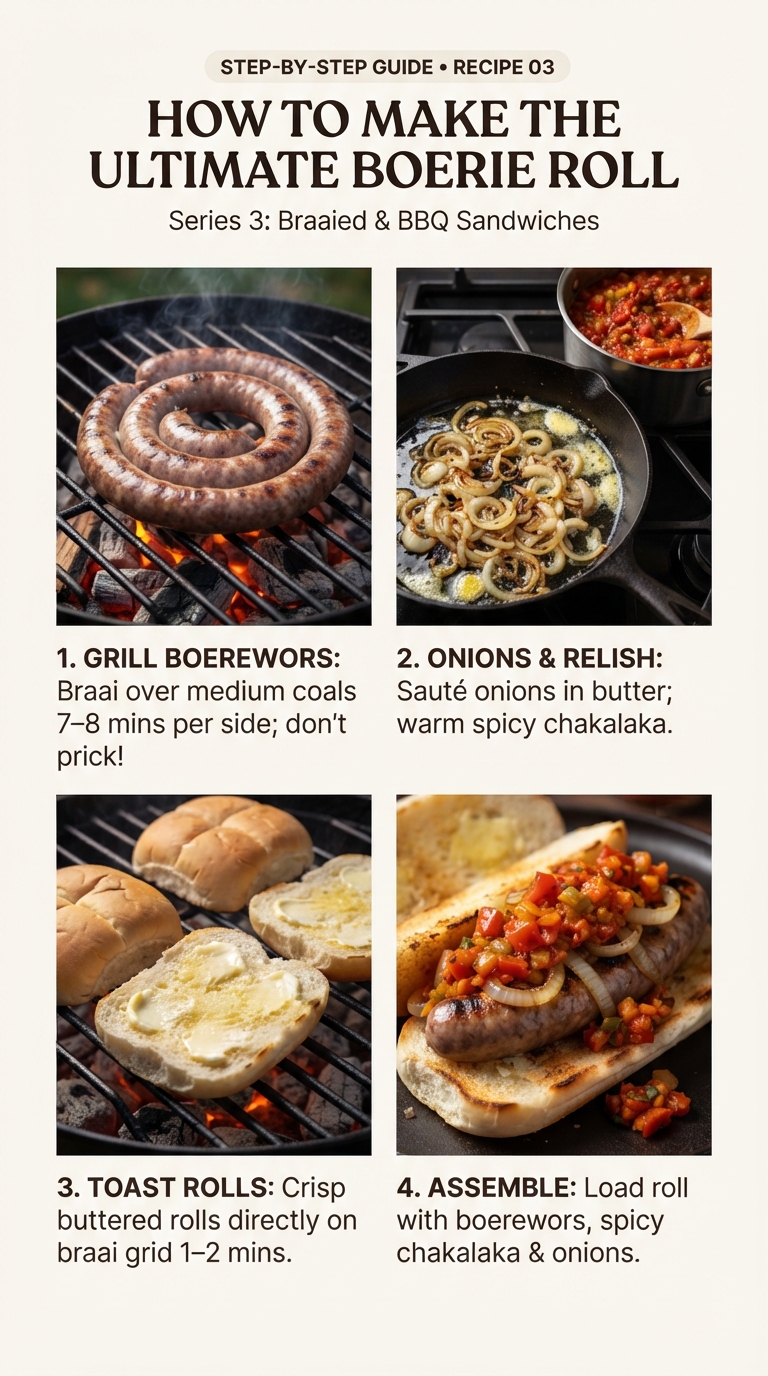 STEP-BY-STEP GUIDE • RECIPE 03
HOW TO MAKE THE
ULTIMATE BOERIE ROLL
Series 3: Braaied & BBQ Sandwiches
1. GRILL BOEREWORS:
Braai over medium coals
7–8 mins per side; don't
prick!
2. ONIONS & RELISH:
Sauté onions in butter;
warm spicy chakalaka.
3. TOAST ROLLS: Crisp
buttered rolls directly on
braai grid 1–2 mins.
4. ASSEMBLE: Load roll
with boerewors, spicy
chakalaka & onions.